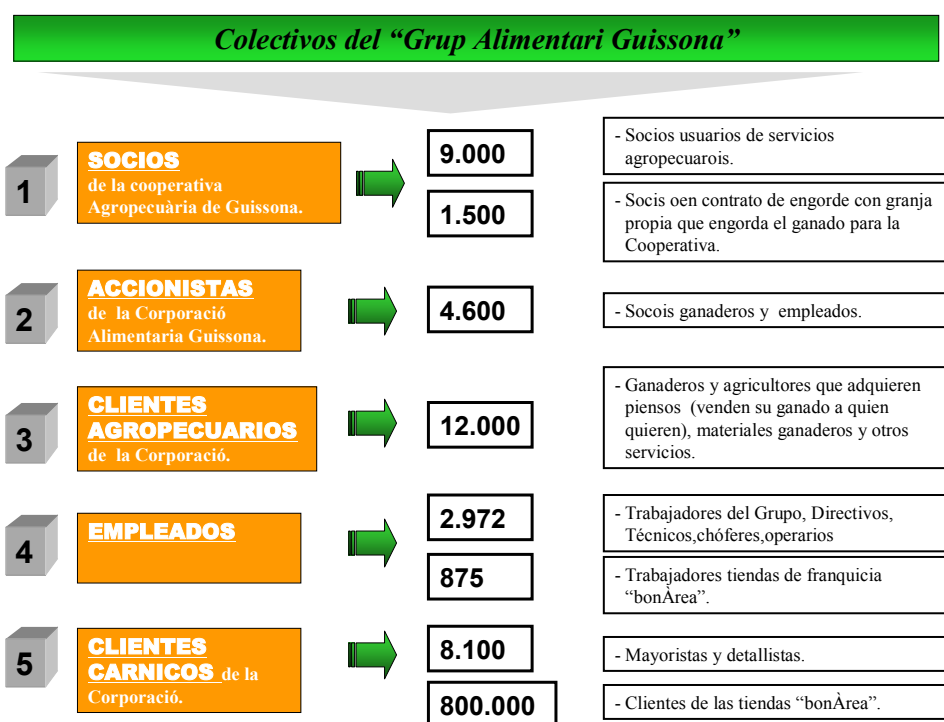 Colectivos del “Grup Alimentari Guissona”
1
SOCIOS
de la cooperativa
Agropecuària de Guissona.
9.000
- Socios usuarios de servicios
agropecuarois.
1.500
- Socis oen contrato de engorde con granja
propia que engorda el ganado para la
Cooperativa.
2
ACCIONISTAS
de la Corporació
Alimentaria Guissona.
4.600
- Socois ganaderos y empleados.
3
CLIENTES
AGROPECUARIOS
de la Corporació.
12.000
- Ganaderos y agricultores que adquieren
piensos (venden su ganado a quien
quieren), materiales ganaderos y otros
servicios.
4
EMPLEADOS
2.972
- Trabajadores del Grupo, Directivos,
Técnicos,chóferes,operarios
875
- Trabajadores tiendas de franquicia
“bonÀrea”.
5
CLIENTES
CARNICOS de la
Corporació.
8.100
- Mayoristas y detallistas.
800.000
- Clientes de las tiendas “bonÀrea”.